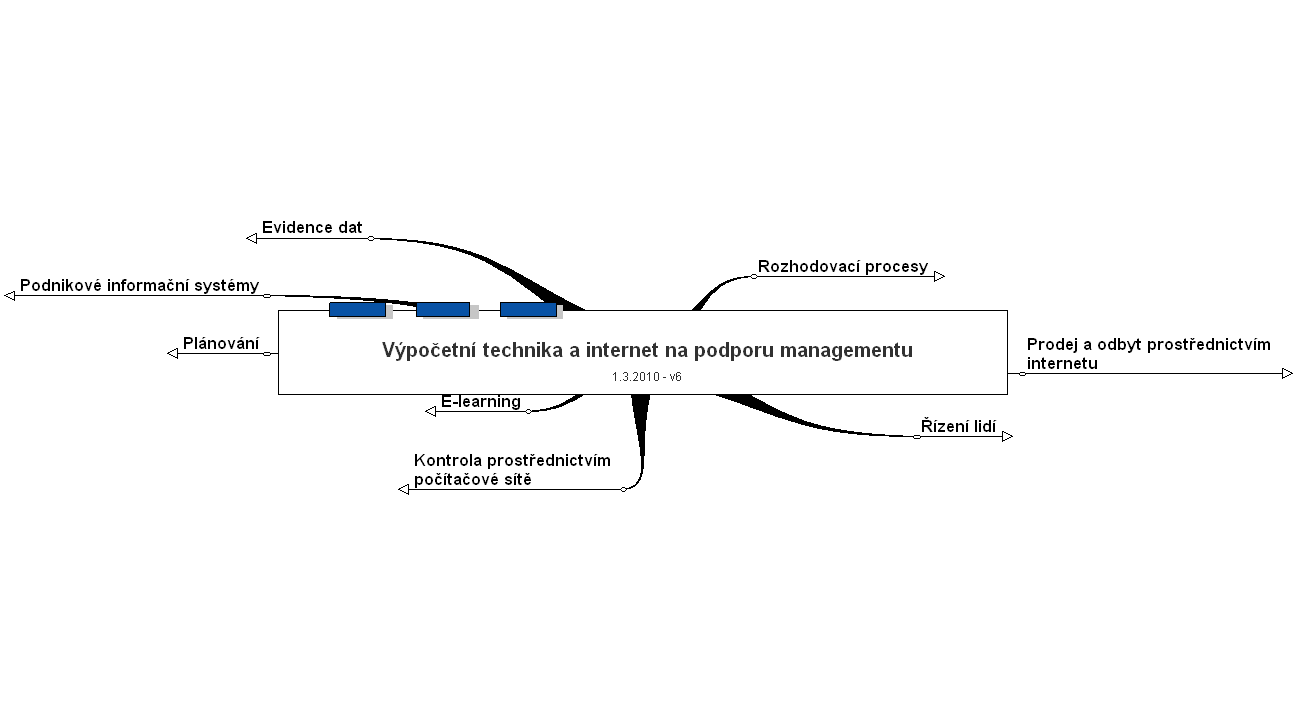 Evidence dat
Rozhodovací procesy
Podnikové informační systémy
Plánování
Výpočetní technika a internet na podporu managementu
1.3.2010 - v6
Prodej a odbyt prostřednictvím
internetu
E-learning
Řízení lidí
Kontrola prostřednictvím
počítačové sítě